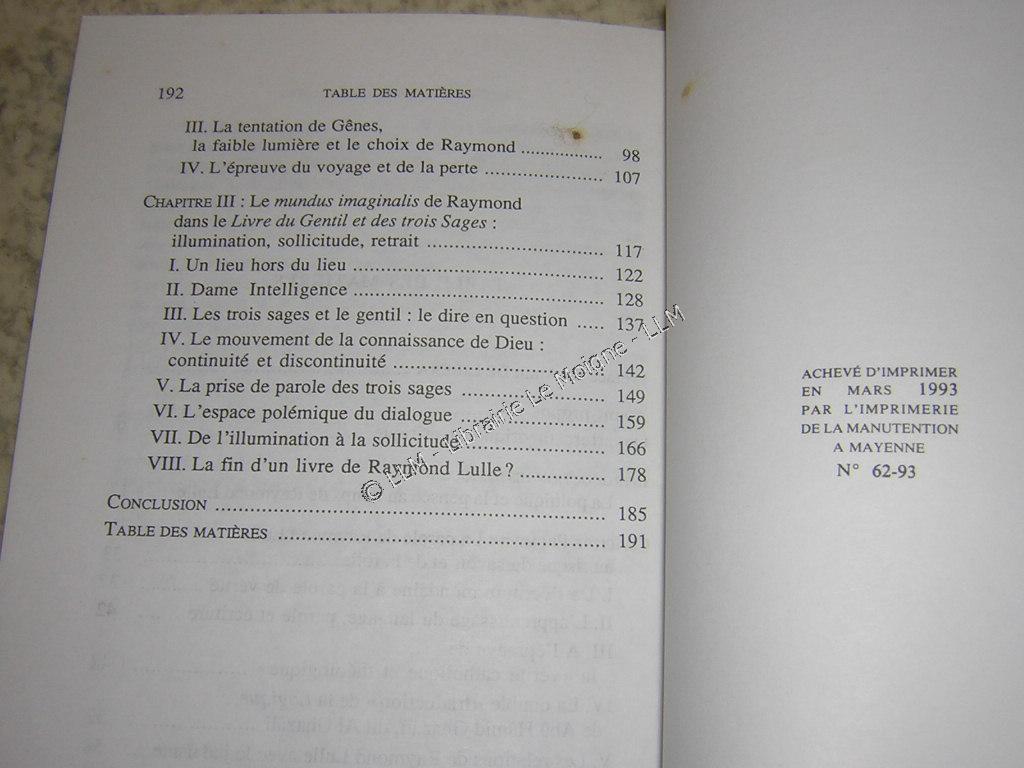 192 TABLE DES MATIÈRES
III. La tentation de Gênes,
la faible lumière et le choix de Raymond ................. 98
IV. L'épreuve du voyage et de la perte ........................ 107
CHAPITRE III : Le mundus imaginalis de Raymond
dans le Livre du Gentil et des trois Sages :
illumination, sollicitude, retrait .................................... 117
I. Un lieu hors du lieu .................................................. 122
II. Dame Intelligence .................................................. 128
III. Les trois sages et le gentil : le dire en question ..... 137
IV. Le mouvement de la connaissance de Dieu :
continuité et discontinuité .......................................... 142
V. La prise de parole des trois sages ............................. 149
VI. L'espace polémique du dialogue .............................. 159
VII. De l'illumination à la sollicitude ............................. 166
VIII. La fin d'un livre de Raymond Lulle ? ................. 178
CONCLUSION .............................................................................. 185
TABLE DES MATIÈRES ................................................................. 191
© LLM - Librairie Le Moigne - LLM
ACHEVÉ D'IMPRIMER
EN MARS 1993
PAR L'IMPRIMERIE
DE LA MANUTENTION
A MAYENNE
N° 62-93